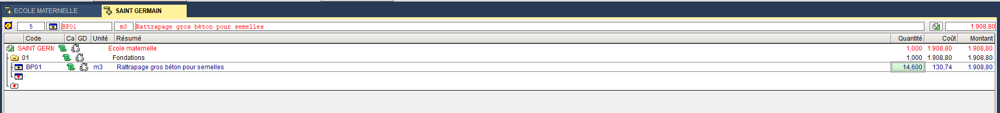 ECOLE MATERNELLE SAINT GERMAIN
5 BP01 m3 Rattrapage gros béton pour semelles 1.908,80
Code Ca GD Unité Résumé Quantité Coût Montant
SAINT GERM Ecole maternelle 1,000 1.908,80 1.908,80
01 Fondations 1,000 1.908,80 1.908,80
BP01 m3 Rattrapage gros béton pour semelles 14,600 130,74 1.908,80